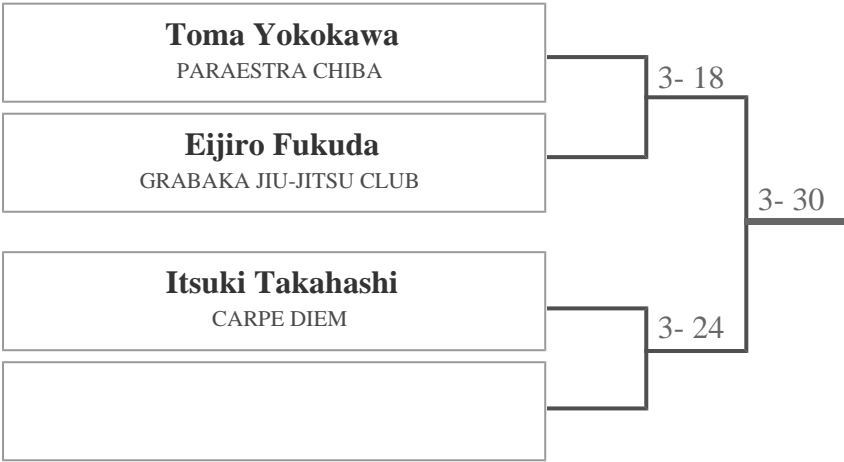 Toma Yokokawa
PARAESTRA CHIBA
3- 18
Eijiro Fukuda
GRABAKA JIU-JITSU CLUB
3- 30
Itsuki Takahashi
CARPE DIEM
3- 24